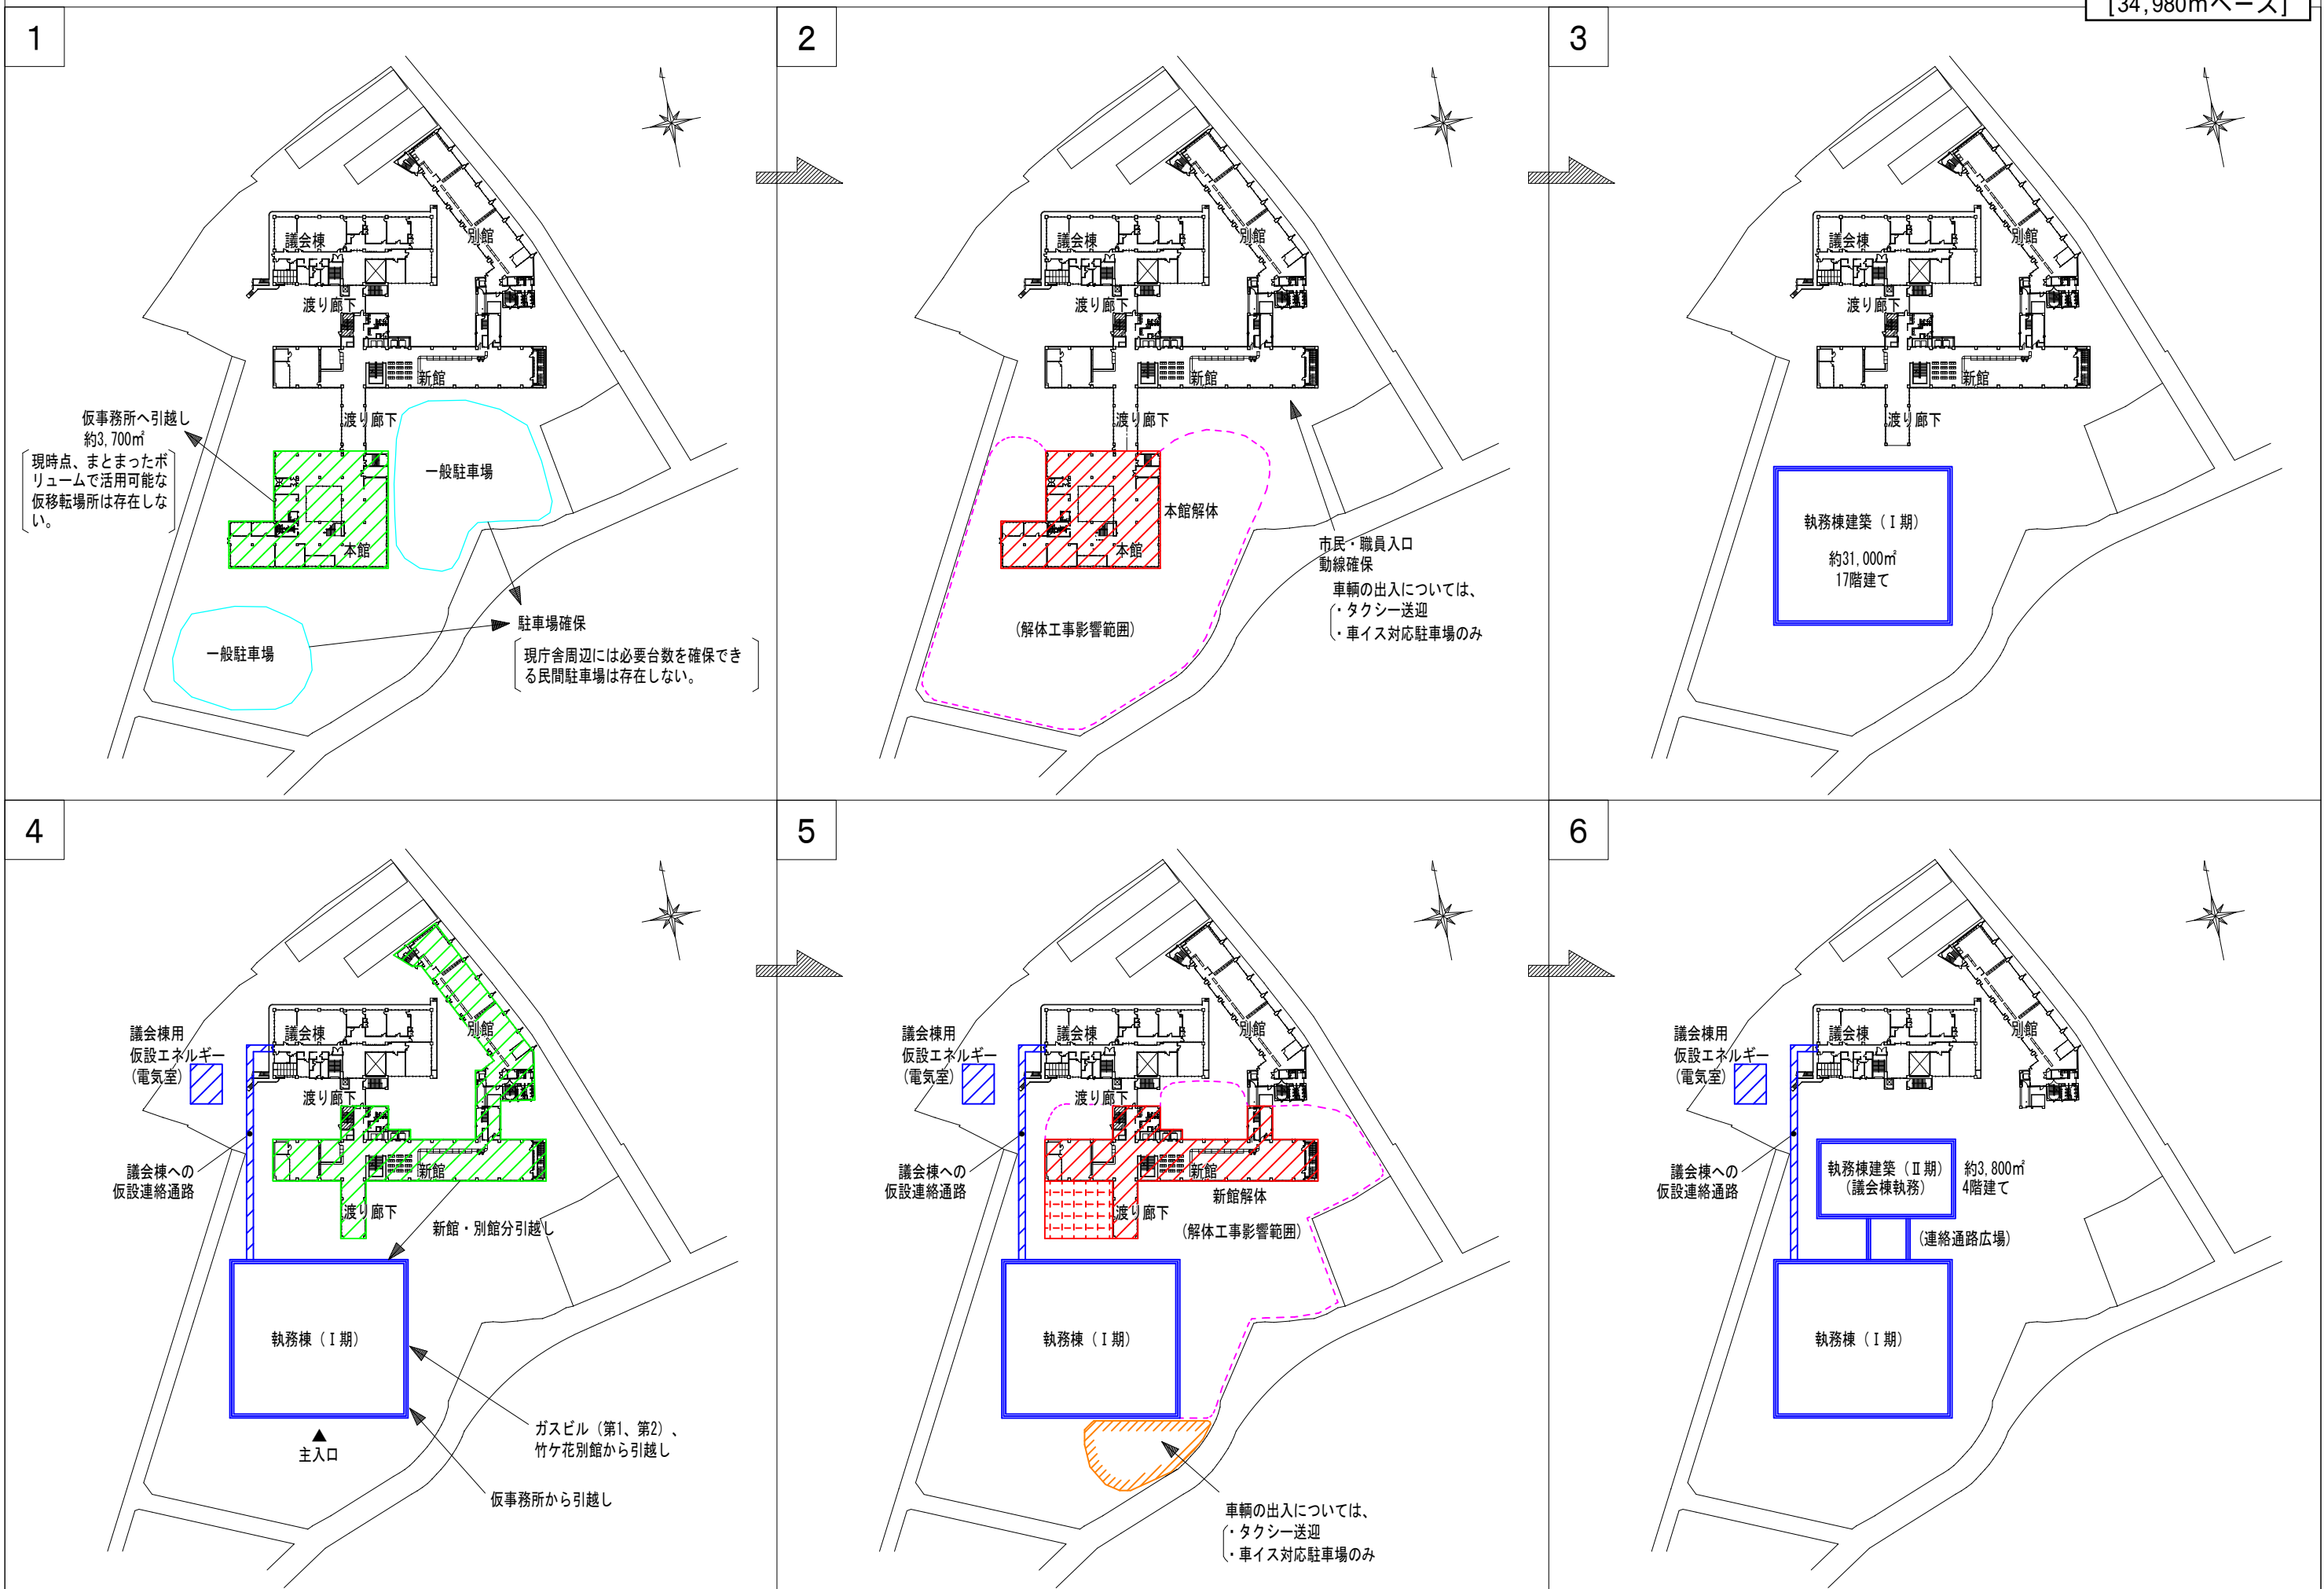 [34,980㎡ベース]
1
議会棟
別館
渡り廊下
新館
仮事務所へ引越し
約3,700㎡
現時点、まとまったボ
リュームで活用可能な
仮移転場所は存在しな
い。
渡り廊下
一般駐車場
本館
駐車場確保
一般駐車場
現庁舎周辺には必要台数を確保でき
る民間駐車場は存在しない。
2
議会棟
別館
渡り廊下
新館
渡り廊下
本館解体
本館
市民・職員入口
動線確保
車輌の出入については、
・タクシー送迎
・車イス対応駐車場のみ
(解体工事影響範囲)
3
議会棟
別館
渡り廊下
新館
渡り廊下
執務棟建築(Ⅰ期)
約31,000㎡
17階建て
4
議会棟用
仮設エネルギー
(電気室)
議会棟
別館
渡り廊下
議会棟への
仮設連絡通路
新館
渡り廊下
新館・別館分引越し
執務棟(Ⅰ期)
主入口
ガスビル(第1、第2)、
竹ケ花別館から引越し
仮事務所から引越し
5
議会棟用
仮設エネルギー
(電気室)
議会棟
別館
渡り廊下
議会棟への
仮設連絡通路
新館
新館解体
渡り廊下
(解体工事影響範囲)
執務棟(Ⅰ期)
車輌の出入については、
・タクシー送迎
・車イス対応駐車場のみ
6
議会棟用
仮設エネルギー
(電気室)
議会棟
別館
議会棟への
仮設連絡通路
執務棟建築(Ⅱ期)
(議会棟執務)
約3,800㎡
4階建て
(連絡通路広場)
執務棟(Ⅰ期)